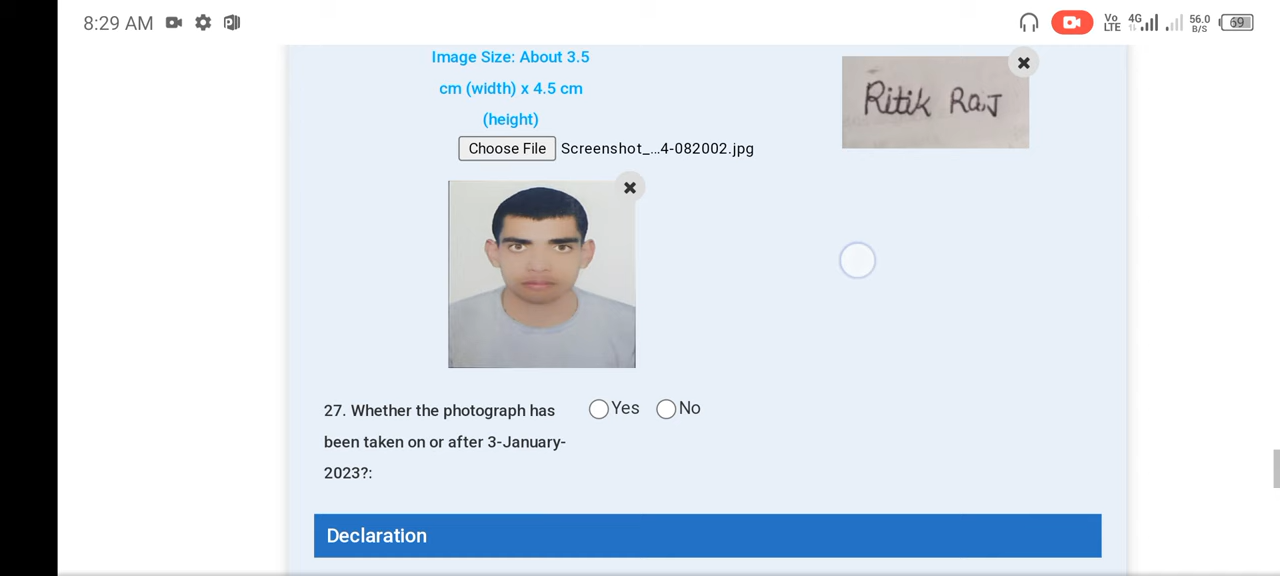 8:29 AM
Vo LTE 4G 56.0 B/S 69
Image Size: About 3.5
cm (width) x 4.5 cm
(height)
Choose File Screenshot_...4-082002.jpg
Ritik Raj
27. Whether the photograph has
been taken on or after 3-January-
2023?:
Yes No
Declaration